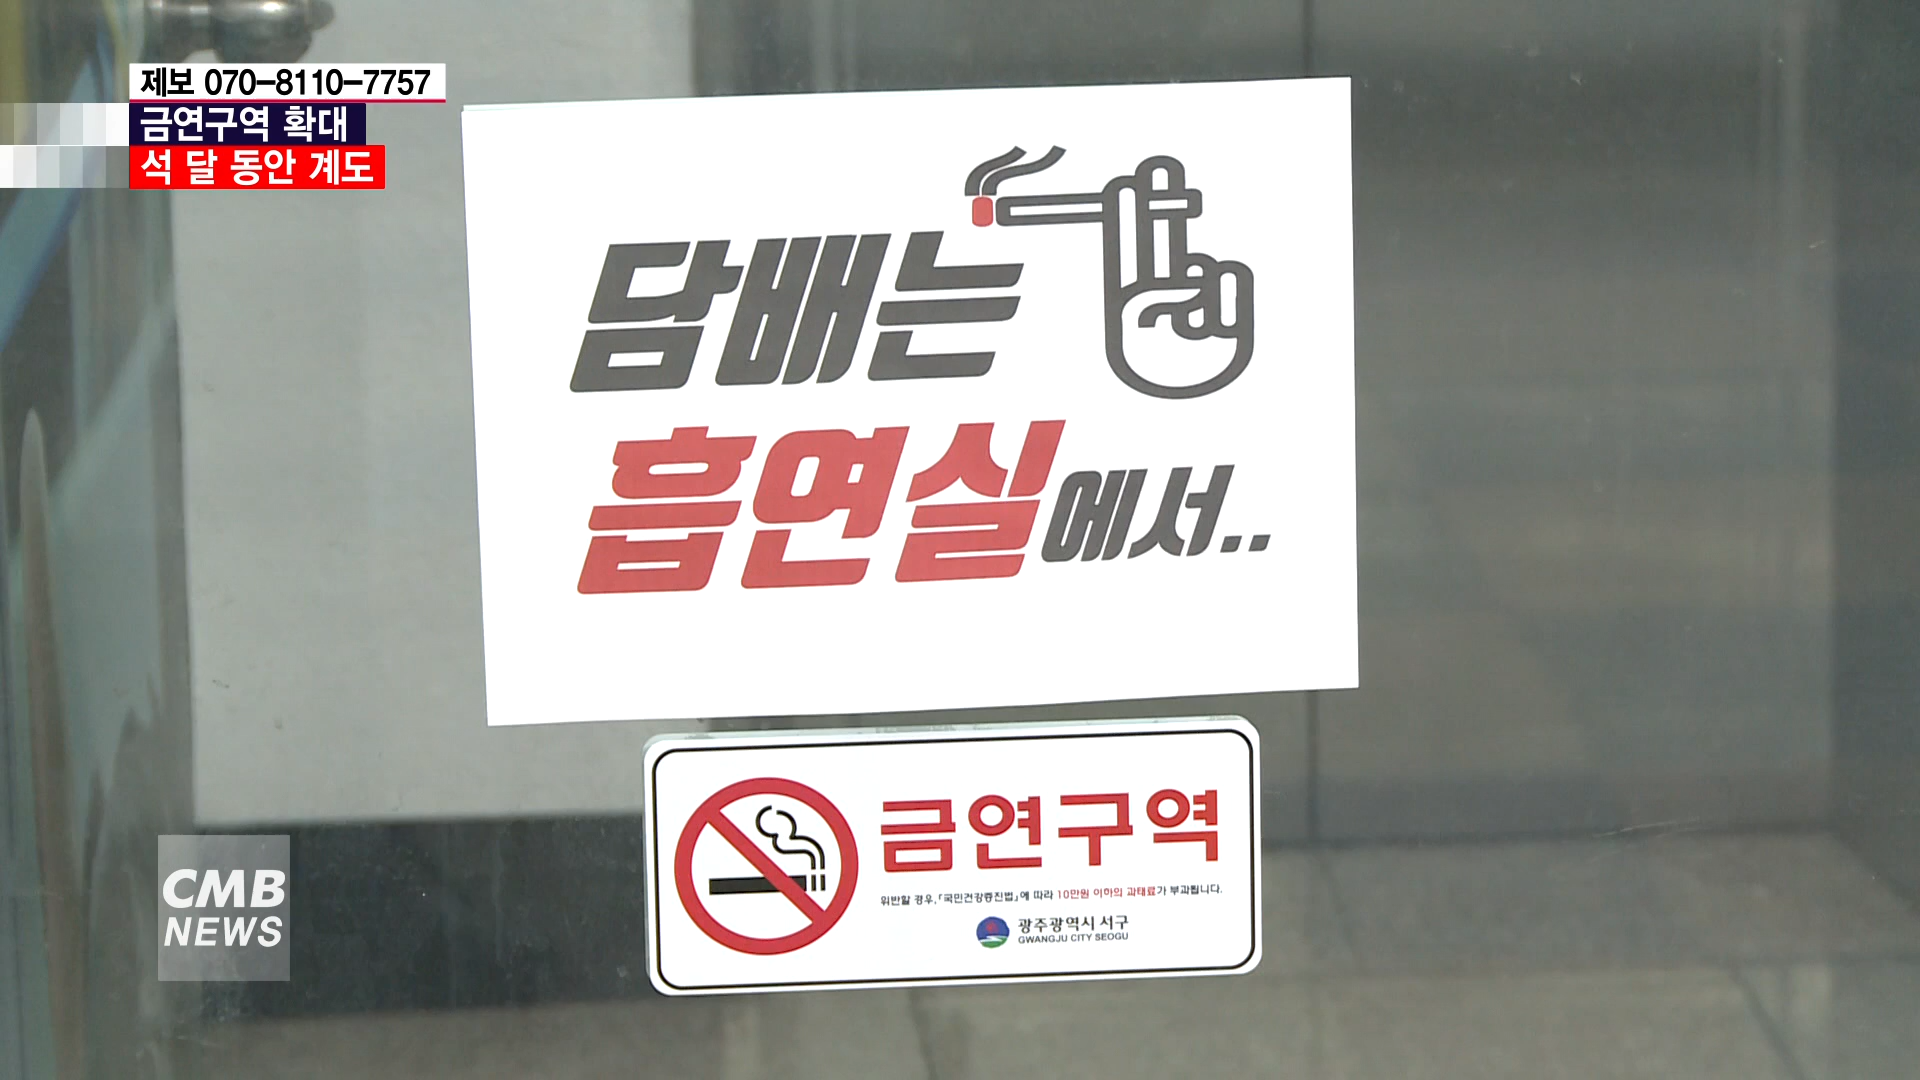 제보 070-8110-7757
금연구역 확대
석 달 동안 계도
담배는
흡연실에서..
금연구역
위반할 경우, 「국민건강증진법」에 따라 10만원 이하의 과태료가 부과됩니다.
광주광역시 서구
GWANGJU CITY SEOGU
CMB
NEWS